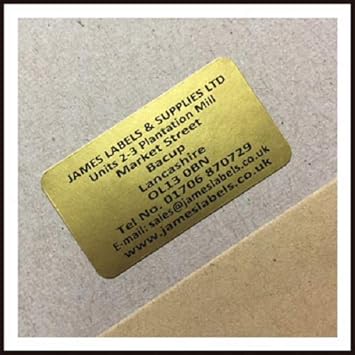 JAMES LABELS & SUPPLIES LTD
Units 2-3 Plantation Mill
Market Street
Bacup
Lancashire
OL13 0BN
Tel No. 01706 870729
E-mail: sales@jameslabels.co.uk
www.jameslabels.co.uk